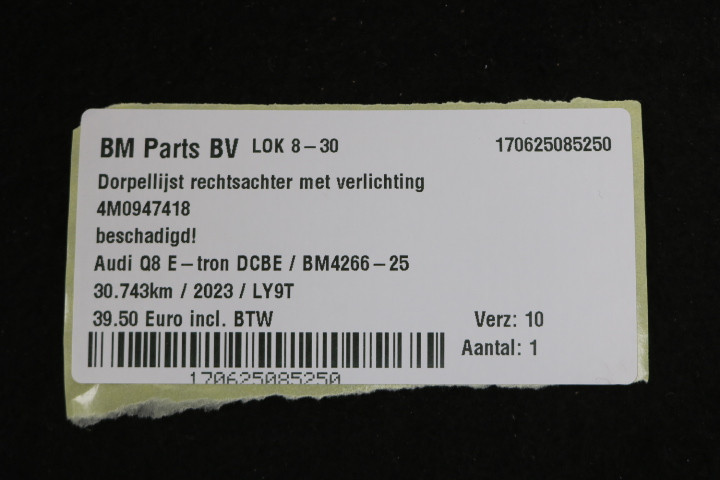 BM Parts BV LOK 8-30 170625085250
Dorpellijst rechtsachter met verlichting
4M0947418
beschadigd!
Audi Q8 E-tron DCBE / BM4266-25
30.743km / 2023 / LY9T
39.50 Euro incl. BTW Verz: 10
Aantal: 1
170625085250